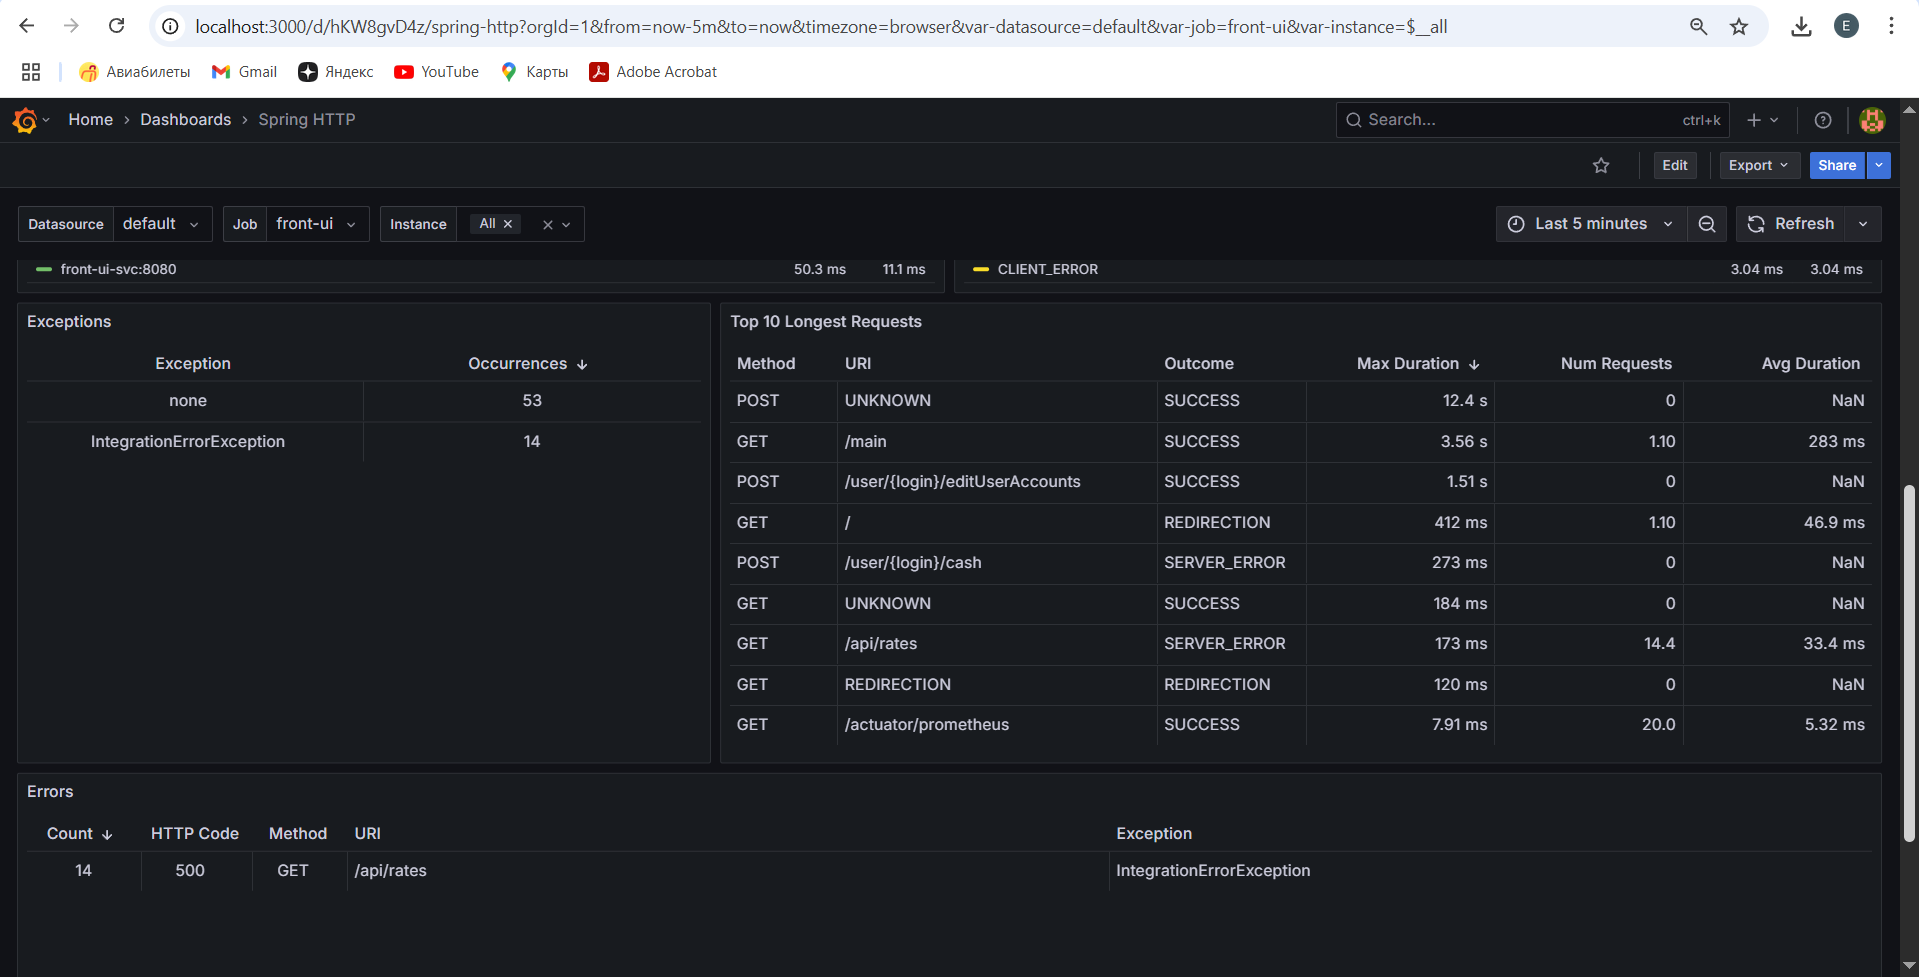 localhost:3000/d/hKW8gvD4z/spring-http?orgId=1&from=now-5m&to=now&timezone=browser&var-datasource=default&var-job=front-ui&var-instance=$__all
E
Авиабилеты Gmail Яндекс YouTube Карты Adobe Acrobat
Home › Dashboards › Spring HTTP Search... ctrl+k
Edit Export Share
Datasource default Job front-ui Instance All Last 5 minutes Refresh
front-ui-svc:8080 50.3 ms 11.1 ms CLIENT_ERROR 3.04 ms 3.04 ms
Exceptions
Exception Occurrences
none 53
IntegrationErrorException 14
Top 10 Longest Requests
Method URI Outcome Max Duration Num Requests Avg Duration
POST UNKNOWN SUCCESS 12.4 s 0 NaN
GET /main SUCCESS 3.56 s 1.10 283 ms
POST /user/{login}/editUserAccounts SUCCESS 1.51 s 0 NaN
GET / REDIRECTION 412 ms 1.10 46.9 ms
POST /user/{login}/cash SERVER_ERROR 273 ms 0 NaN
GET UNKNOWN SUCCESS 184 ms 0 NaN
GET /api/rates SERVER_ERROR 173 ms 14.4 33.4 ms
GET REDIRECTION REDIRECTION 120 ms 0 NaN
GET /actuator/prometheus SUCCESS 7.91 ms 20.0 5.32 ms
Errors
Count HTTP Code Method URI Exception
14 500 GET /api/rates IntegrationErrorException